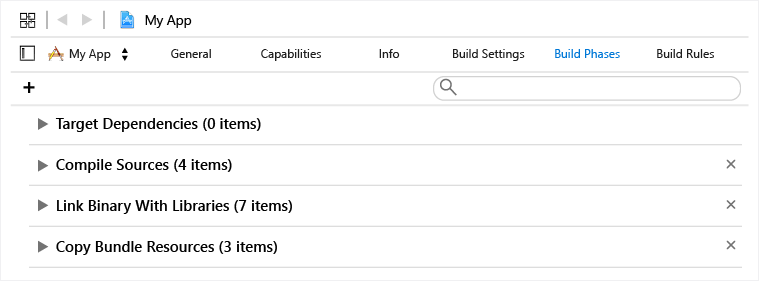 My App
My App General Capabilities Info Build Settings Build Phases Build Rules
+
Target Dependencies (0 items)
Compile Sources (4 items)
Link Binary With Libraries (7 items)
Copy Bundle Resources (3 items)